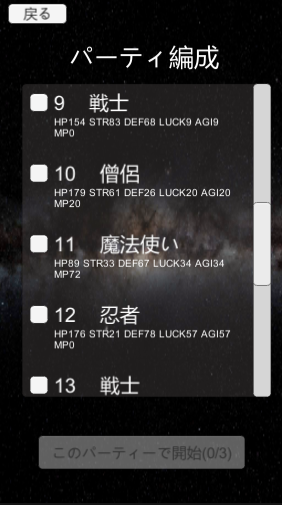 戻る
パーティ編成
9 戦士
HP154 STR83 DEF68 LUCK9 AGI9
MP0
10 僧侶
HP179 STR61 DEF26 LUCK20 AGI20
MP20
11 魔法使い
HP89 STR33 DEF67 LUCK34 AGI34
MP72
12 忍者
HP176 STR21 DEF78 LUCK57 AGI57
MP0
13 戦士
このパーティーで開始(0/3)